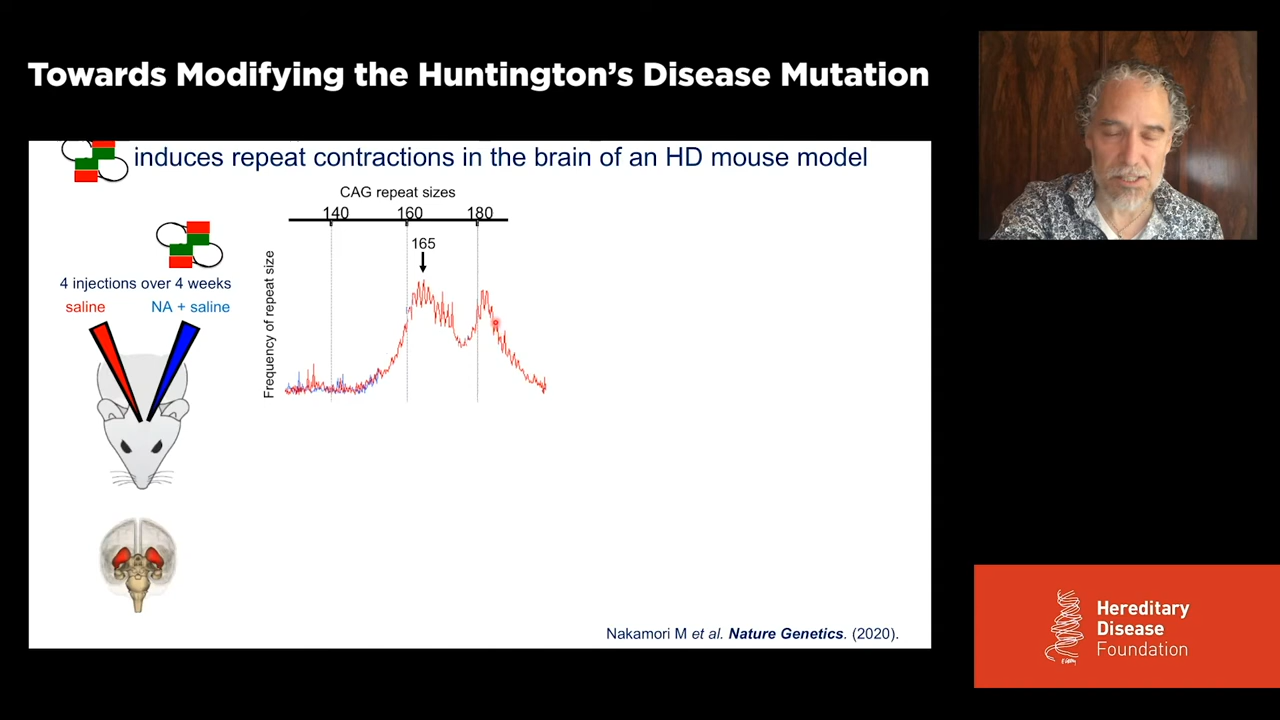 Towards Modifying the Huntington's Disease Mutation
induces repeat contractions in the brain of an HD mouse model
CAG repeat sizes
140 160 180
165
Frequency of repeat size
4 injections over 4 weeks
saline NA + saline
Nakamori M et al. Nature Genetics. (2020).
Hereditary
Disease
Foundation